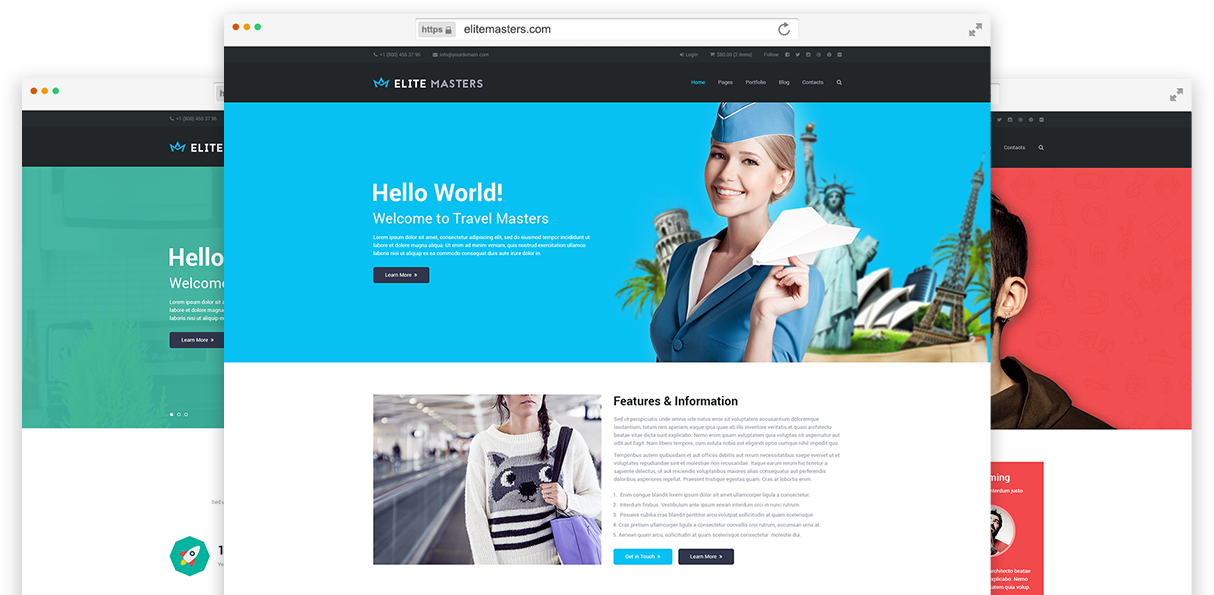 https
elitemasters.com
+1 (800) 456 37 96
info@yourdomain.com
Login
$80.00 (3 items)
Follow
ELITE MASTERS
Home
Pages
Portfolio
Blog
Contacts
Hello World!
Welcome to Travel Masters
Lorem ipsum dolor sit amet, consectetur adipiscing elit, sed do eiusmod tempor incididunt ut
labore et dolore magna aliqua. Ut enim ad minim veniam, quis nostrud exercitation ullamco
laboris nisi ut aliquip ex ea commodo consequat duis aute irure dolor in.
Learn More »
Features & Information
Sed ut perspiciatis unde omnis iste natus error sit voluptatem accusantium doloremque
laudantium, totam rem aperiam, eaque ipsa quae ab illo inventore veritatis et quasi architecto
beatae vitae dicta sunt explicabo. Nemo enim ipsam voluptatem quia voluptas sit aspernatur aut
odit aut fugit. Nam libero tempore, cum soluta nobis est eligendi optio cumque nihil impedit quo.
Temporibus autem quibusdam et aut officiis debitis aut rerum necessitatibus saepe eveniet ut et
voluptates repudiandae sint et molestiae non recusandae. Itaque earum rerum hic tenetur a
sapiente delectus, ut aut reiciendis voluptatibus maiores alias consequatur aut perferendis
doloribus asperiores repellat. Praesent tristique egestas quam. Cras at lobortis enim.
1. Enim congue blandit lorem ipsum dolor sit amet ullamcorper ligula a consectetur.
2. Interdum finibus. Vestibulum ante ipsum enean interdum orci in nunc rutrum.
3. Posuere cubilia cras blandit porttitor arcu volutpat sollicitudin at quam scelerisque.
4. Cras pretium ullamcorper ligula a consectetur convallis orci rutrum, accumsan urna at.
5. Aenean quam arcu, sollicitudin at quam scelerisque consectetur molestie dui.
Get in Touch »
Learn More »
+1 (800) 456 37 96
ELITE
Hello
Welcom
Lorem ipsum dolor sit a
labore et dolore magna
laboris nisi ut aliquip e
Learn More »
Contacts
ming
nterdum justo
architecto beatae
xplicabo. Nemo
atem quia volup.